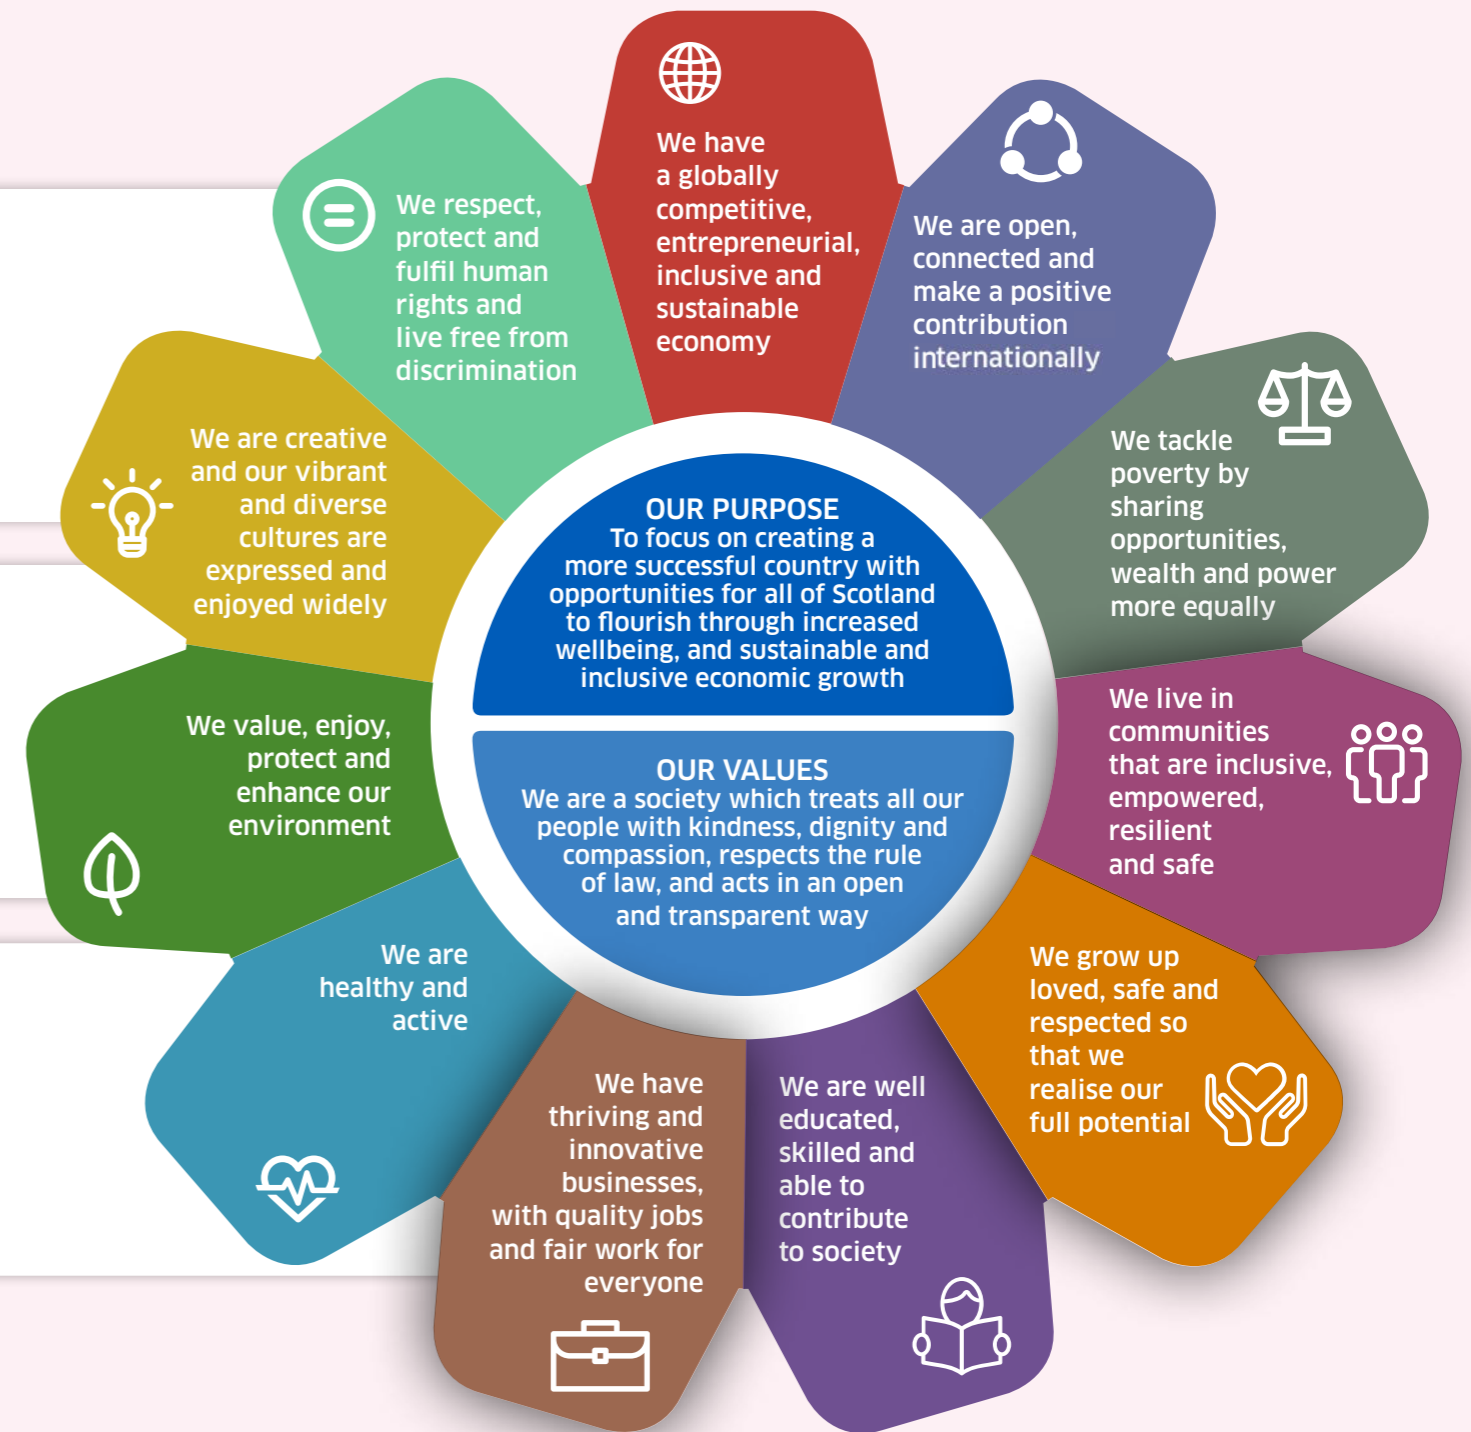 We have
a globally
competitive,
entrepreneurial,
inclusive and
sustainable
economy
We are open,
connected and
make a positive
contribution
internationally
We tackle
poverty by
sharing
opportunities,
wealth and power
more equally
We live in
communities
that are inclusive,
empowered,
resilient
and safe
We grow up
loved, safe and
respected so
that we
realise our
full potential
We are well
educated,
skilled and
able to
contribute
to society
We have
thriving and
innovative
businesses,
with quality jobs
and fair work for
everyone
We are
healthy and
active
We value, enjoy,
protect and
enhance our
environment
We are creative
and our vibrant
and diverse
cultures are
expressed and
enjoyed widely
We respect,
protect and
fulfil human
rights and
live free from
discrimination
OUR PURPOSE
To focus on creating a
more successful country with
opportunities for all of Scotland
to flourish through increased
wellbeing, and sustainable and
inclusive economic growth
OUR VALUES
We are a society which treats all our
people with kindness, dignity and
compassion, respects the rule
of law, and acts in an open
and transparent way